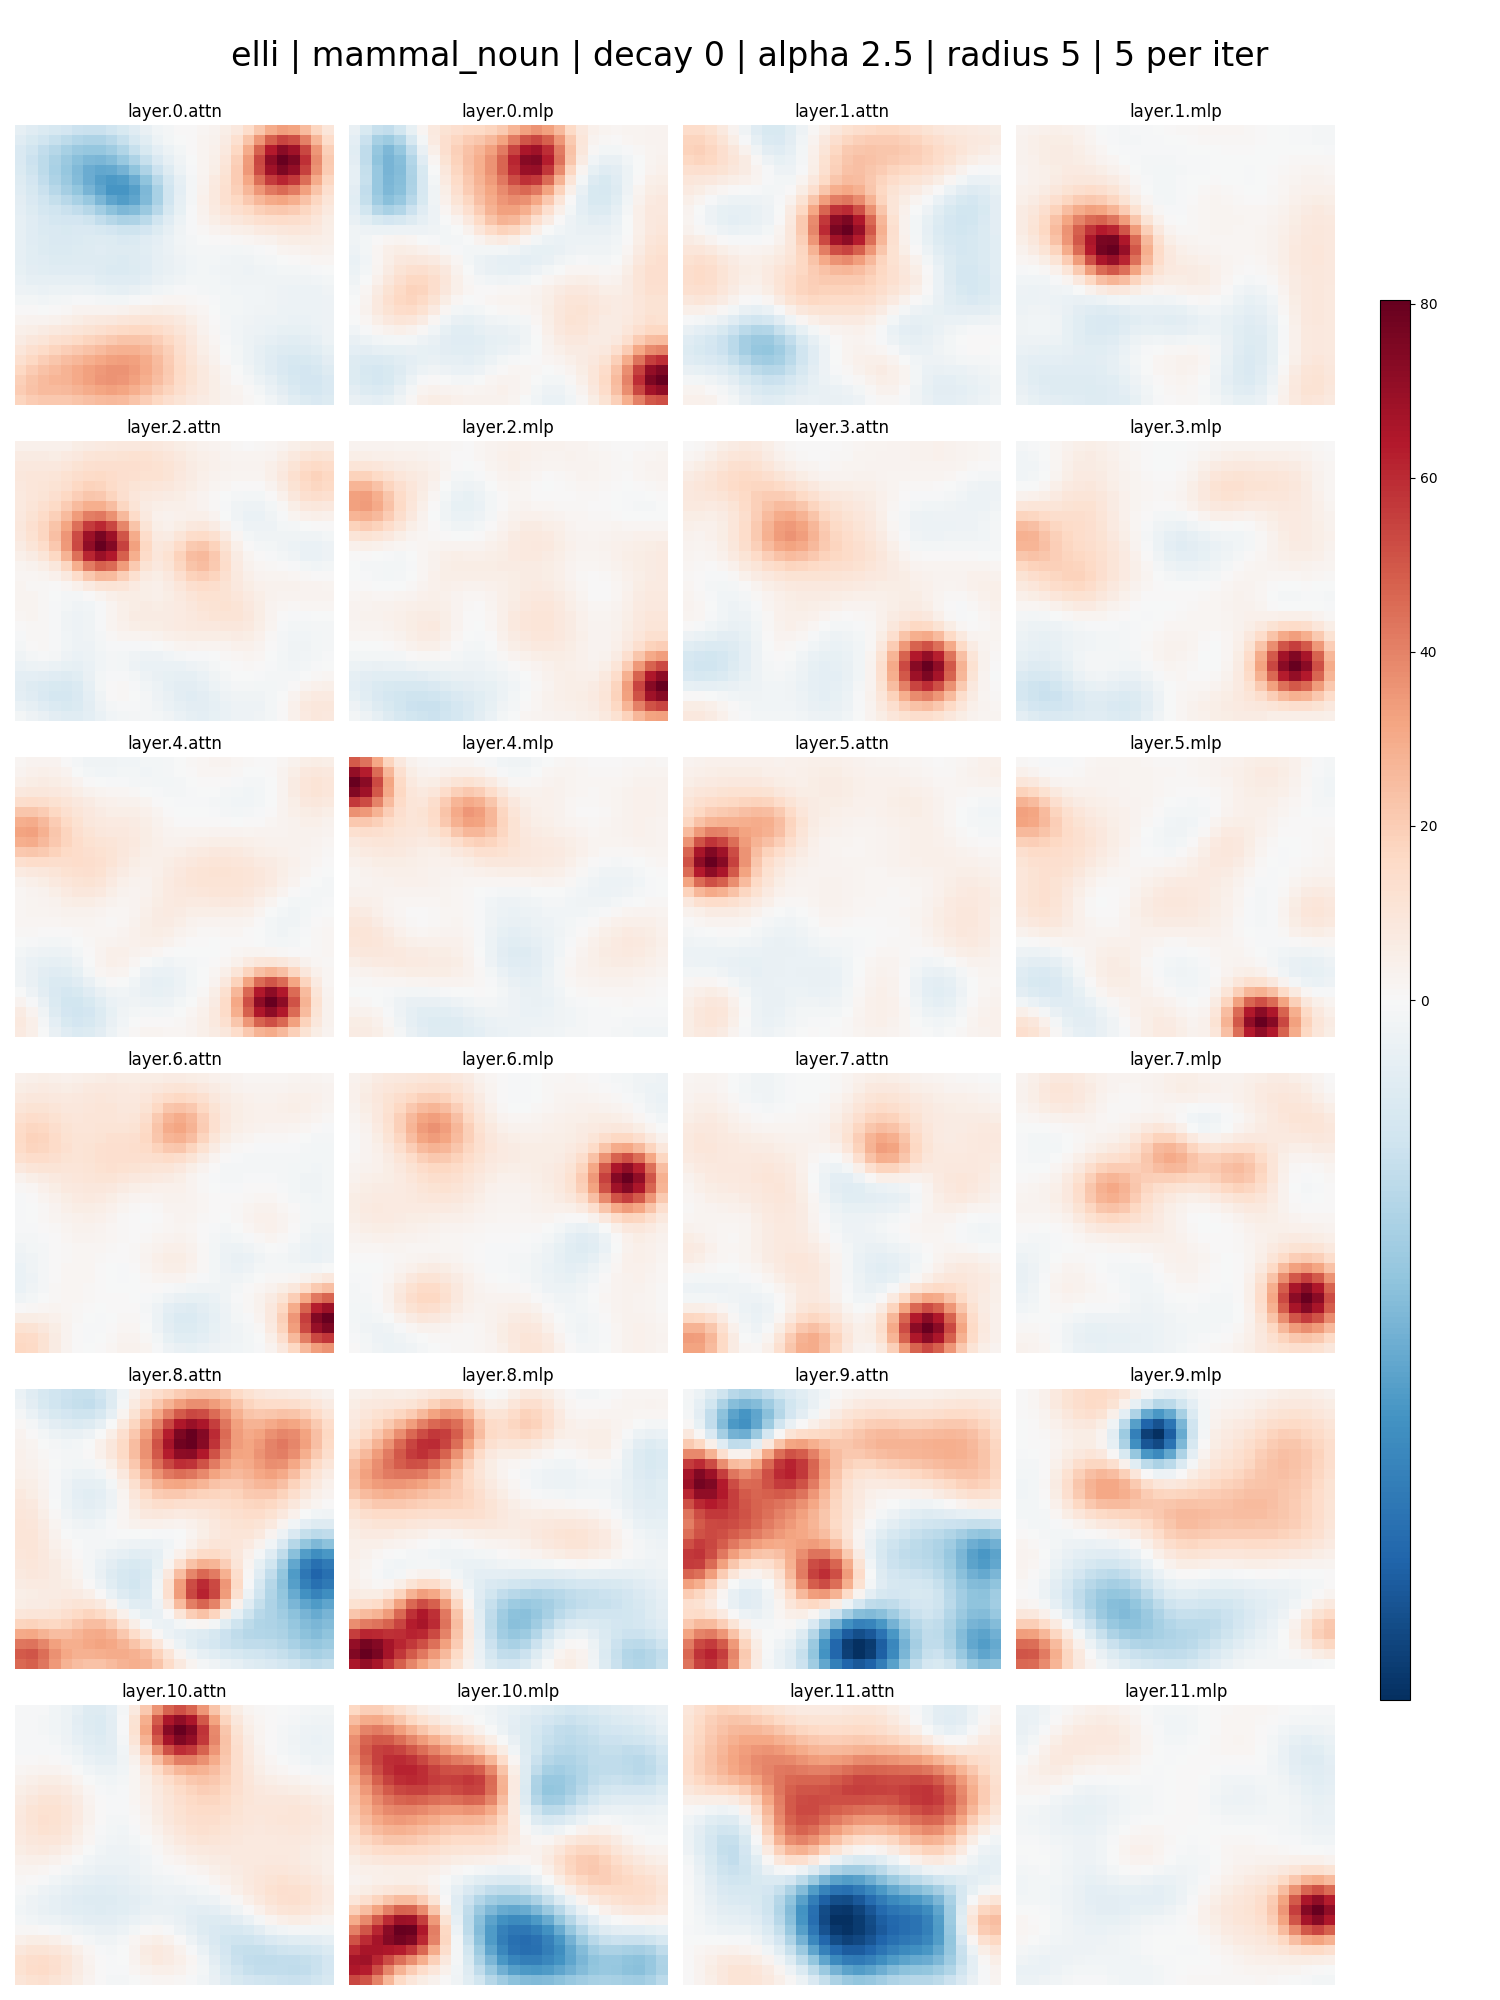 elli | mammal_noun | decay 0 | alpha 2.5 | radius 5 | 5 per iter
layer.0.attn
layer.0.mlp
layer.1.attn
layer.1.mlp
layer.2.attn
layer.2.mlp
layer.3.attn
layer.3.mlp
layer.4.attn
layer.4.mlp
layer.5.attn
layer.5.mlp
layer.6.attn
layer.6.mlp
layer.7.attn
layer.7.mlp
layer.8.attn
layer.8.mlp
layer.9.attn
layer.9.mlp
layer.10.attn
layer.10.mlp
layer.11.attn
layer.11.mlp
80
60
40
20
0